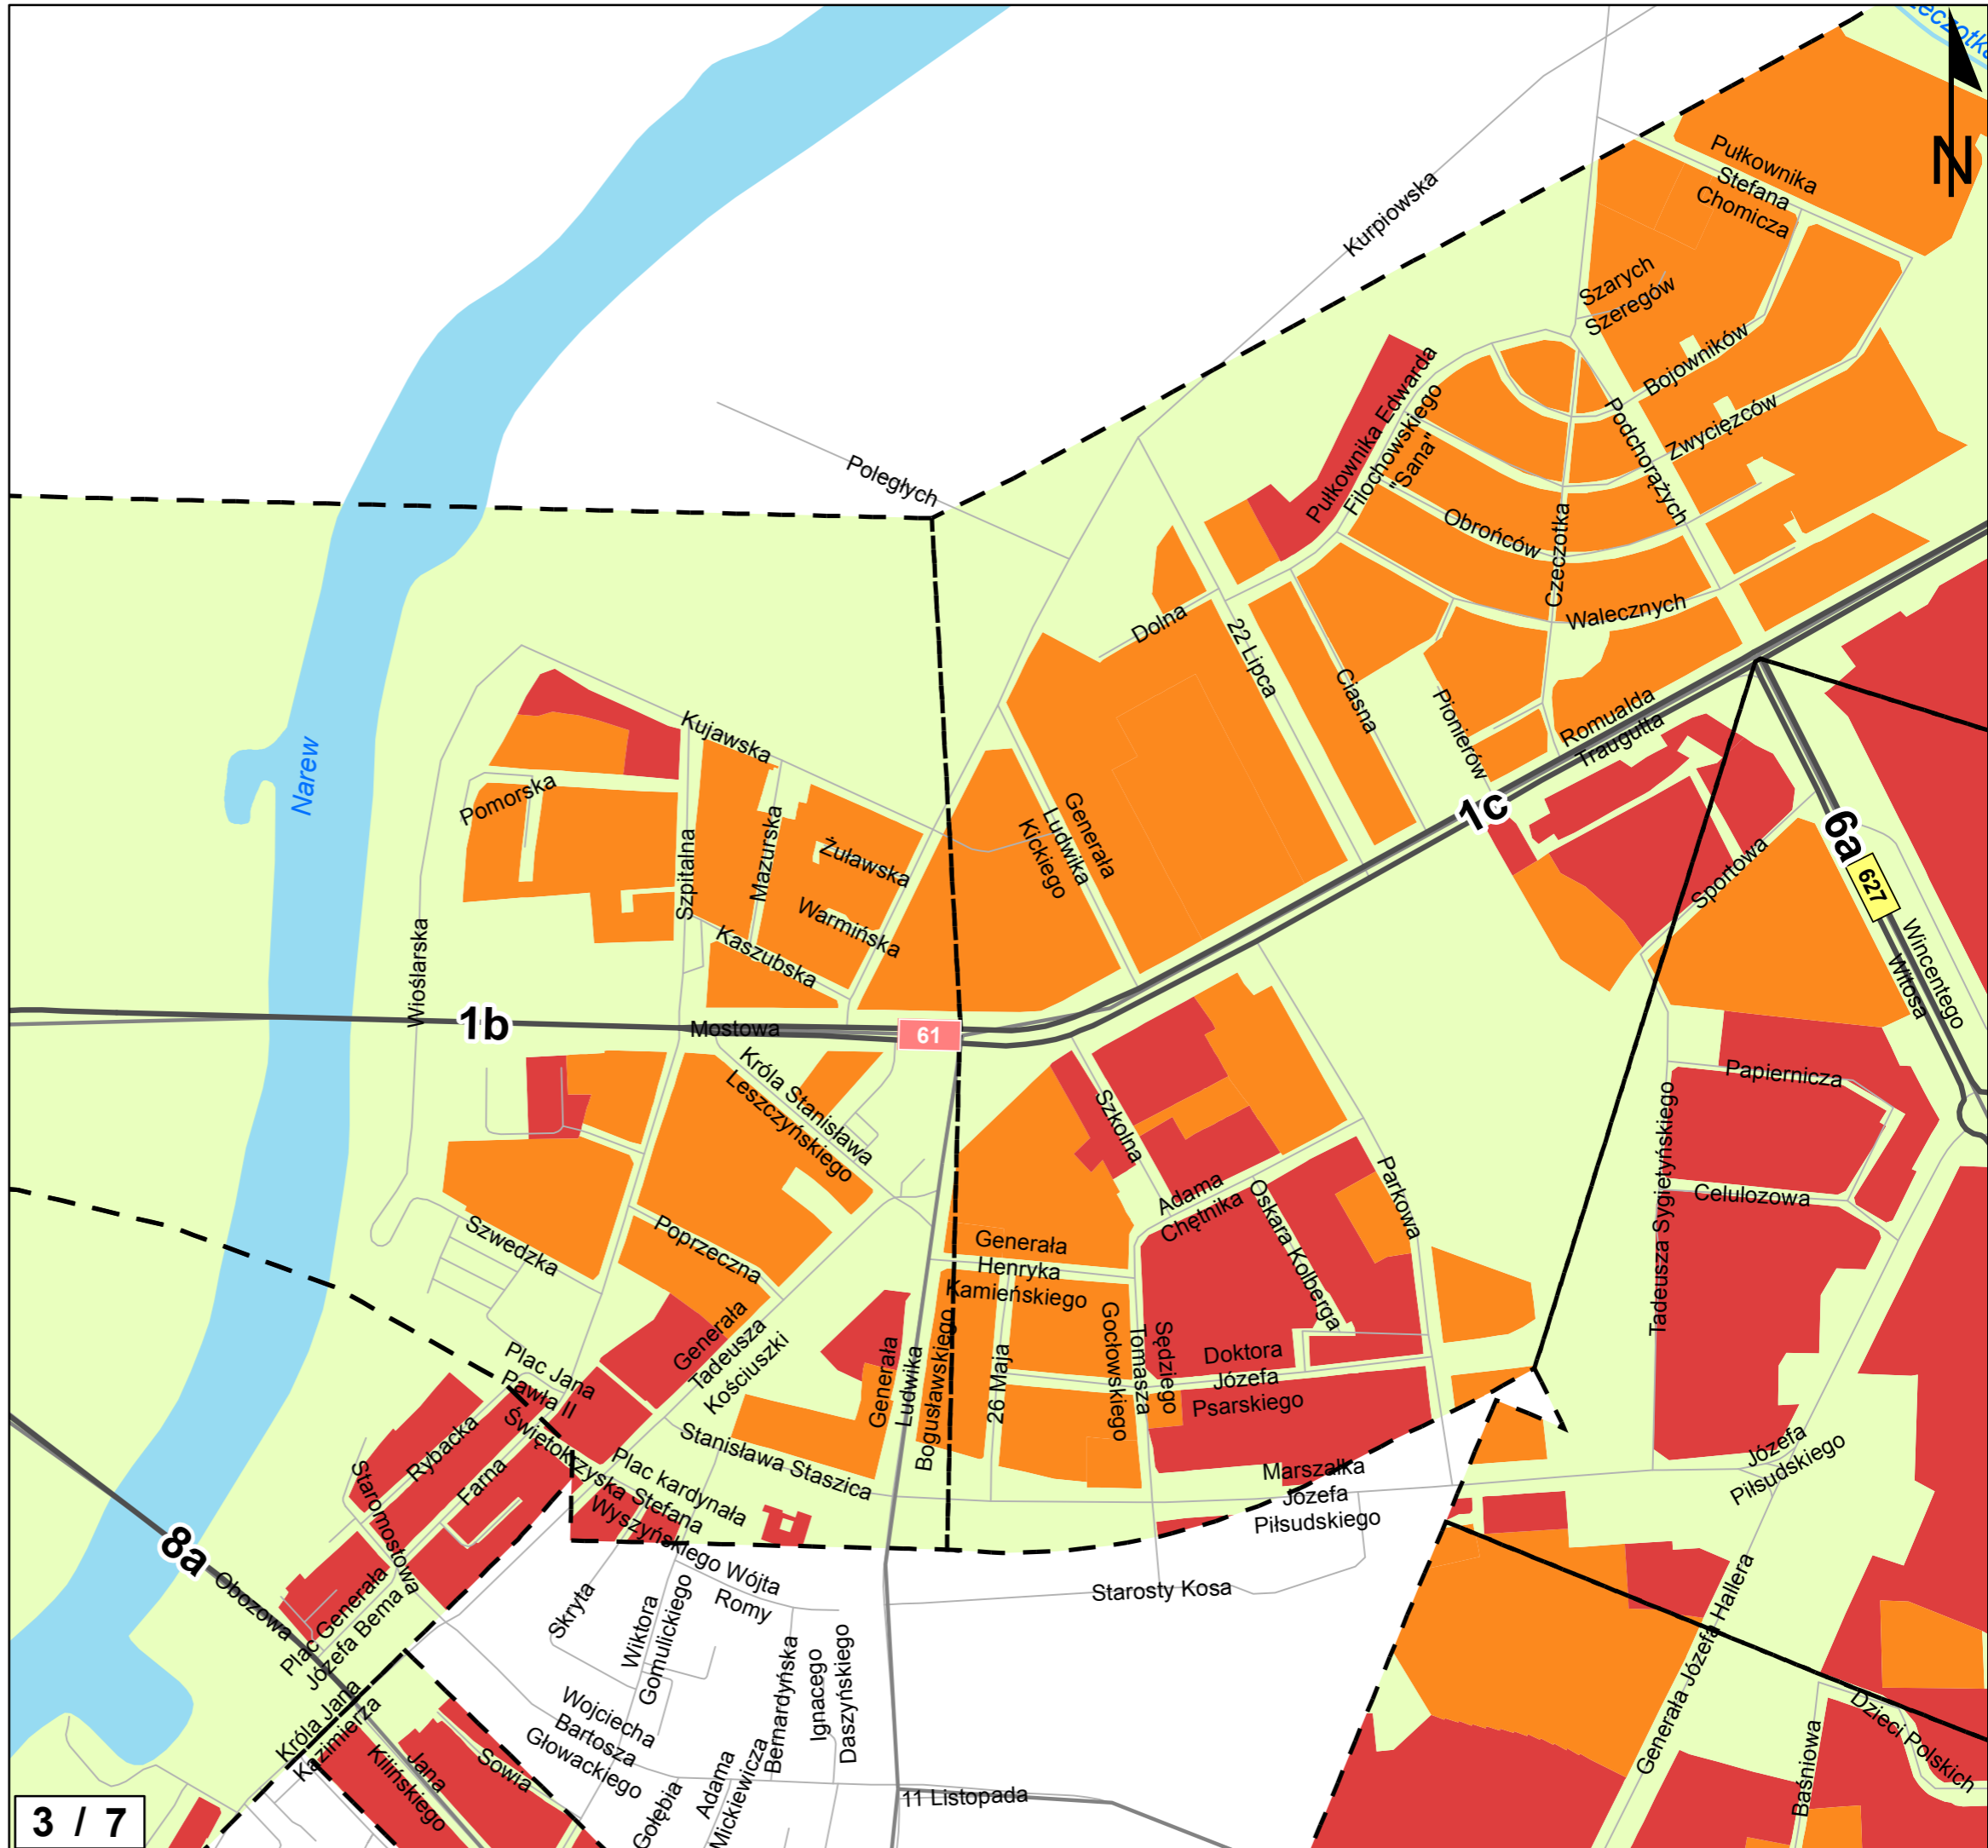 Czeczotka
N
Pułkownika
Stefana
Chomicza
Kurpiowska
Szarych
Szeregów
Bojowników
Zwycięzców
Podchorążych
Pułkownika Edwarda
Filochowskiego
"Sana"
Obrońców
Czeczotka
Walecznych
Poległych
Dolna
22 Lipca
Ciasna
Pionierów
Romualda
Traugutta
1c
6a
627
Sportowa
Wincentego
Witosa
Narew
Kujawska
Pomorska
Szpitalna
Mazurska
Żuławska
Warmińska
Kaszubska
Generała
Ludwika
Kickiego
Wioślarska
1b
Mostowa
61
Króla Stanisława
Leszczyńskiego
Szkolna
Adama
Chętnika
Oskara Kolberga
Parkowa
Papiernicza
Celulozowa
Tadeusza Sygietyńskiego
Szwedzka
Poprzeczna
Generała
Tadeusza
Kościuszki
Generała
Henryka
Kamieńskiego
Generała
Ludwika
Bogusławskiego
26 Maja
Gocłowskiego
Tomasza
Sędziego
Doktora
Józefa
Psarskiego
Plac Jana
Pawła II
Świętokrzyska
Rybacka
Farna
Staromostowa
Stanisława Staszica
Plac kardynała
Stefana
Wyszyńskiego
Wójta
Romy
Marszałka
Józefa
Piłsudskiego
Józefa
Piłsudskiego
Starosty Kosa
8a
Obozowa
Plac Generała
Józefa Bema
Skryta
Wiktora
Gomulickiego
Bernardyńska
Ignacego
Daszyńskiego
Wojciecha
Bartosza
Głowackiego
Króla Jana
Kazimierza
Jana
Kilińskiego
Sowia
Gołębia
Adama
Mickiewicza
11 Listopada
Generała Józefa Hallera
Baśniowa
Dzieci Polskich
3 / 7